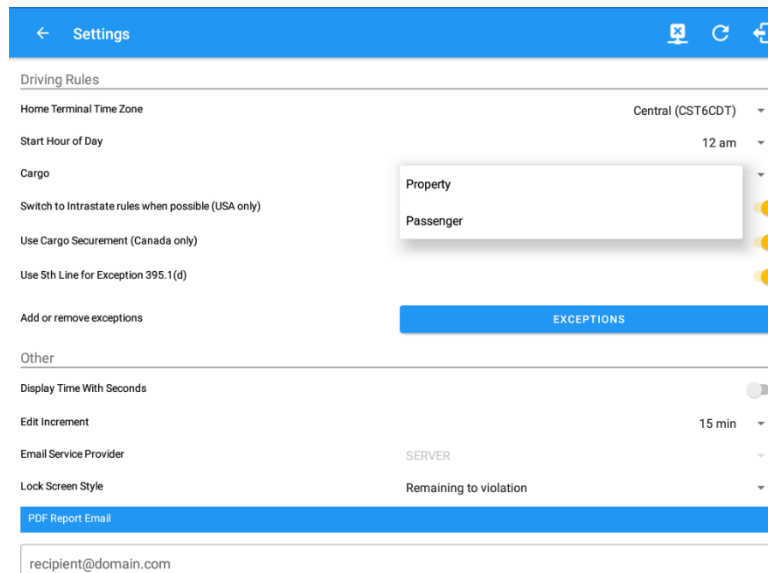 Settings
Driving Rules
Home Terminal Time Zone Central (CST6CDT)
Start Hour of Day 12 am
Cargo
Property
Switch to Intrastate rules when possible (USA only)
Passenger
Use Cargo Securement (Canada only)
Use 5th Line for Exception 395.1(d)
Add or remove exceptions EXCEPTIONS
Other
Display Time With Seconds
Edit Increment 15 min
Email Service Provider SERVER
Lock Screen Style Remaining to violation
PDF Report Email
recipient@domain.com